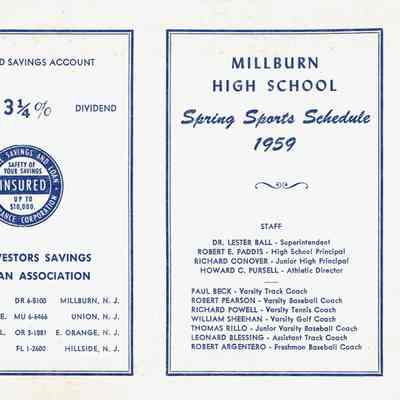 D SAVINGS ACCOUNT
3¼% DIVIDEND
SAVINGS AND LOAN
SAFETY OF
YOUR SAVINGS
INSURED
UP TO
$10,000
CORPORATION
VESTORS SAVINGS
AN ASSOCIATION
DR 6-8100 MILLBURN, N. J.
E. MU 6-6466 UNION, N. J.
L. OR 3-1081 E. ORANGE, N. J.
FL 1-2600 HILLSIDE, N. J.
MILLBURN
HIGH SCHOOL
Spring Sports Schedule
1959
STAFF
DR. LESTER BALL - Superintendent
ROBERT E. FADDIS - High School Principal
RICHARD CONOVER - Junior High Principal
HOWARD C. PURSELL - Athletic Director
PAUL BECK - Varsity Track Coach
ROBERT PEARSON - Varsity Baseball Coach
RICHARD POWELL - Varsity Tennis Coach
WILLIAM SHEEHAN - Varsity Golf Coach
THOMAS RILLO - Junior Varsity Baseball Coach
LEONARD BLESSING - Assistant Track Coach
ROBERT ARGENTERO - Freshman Baseball Coach